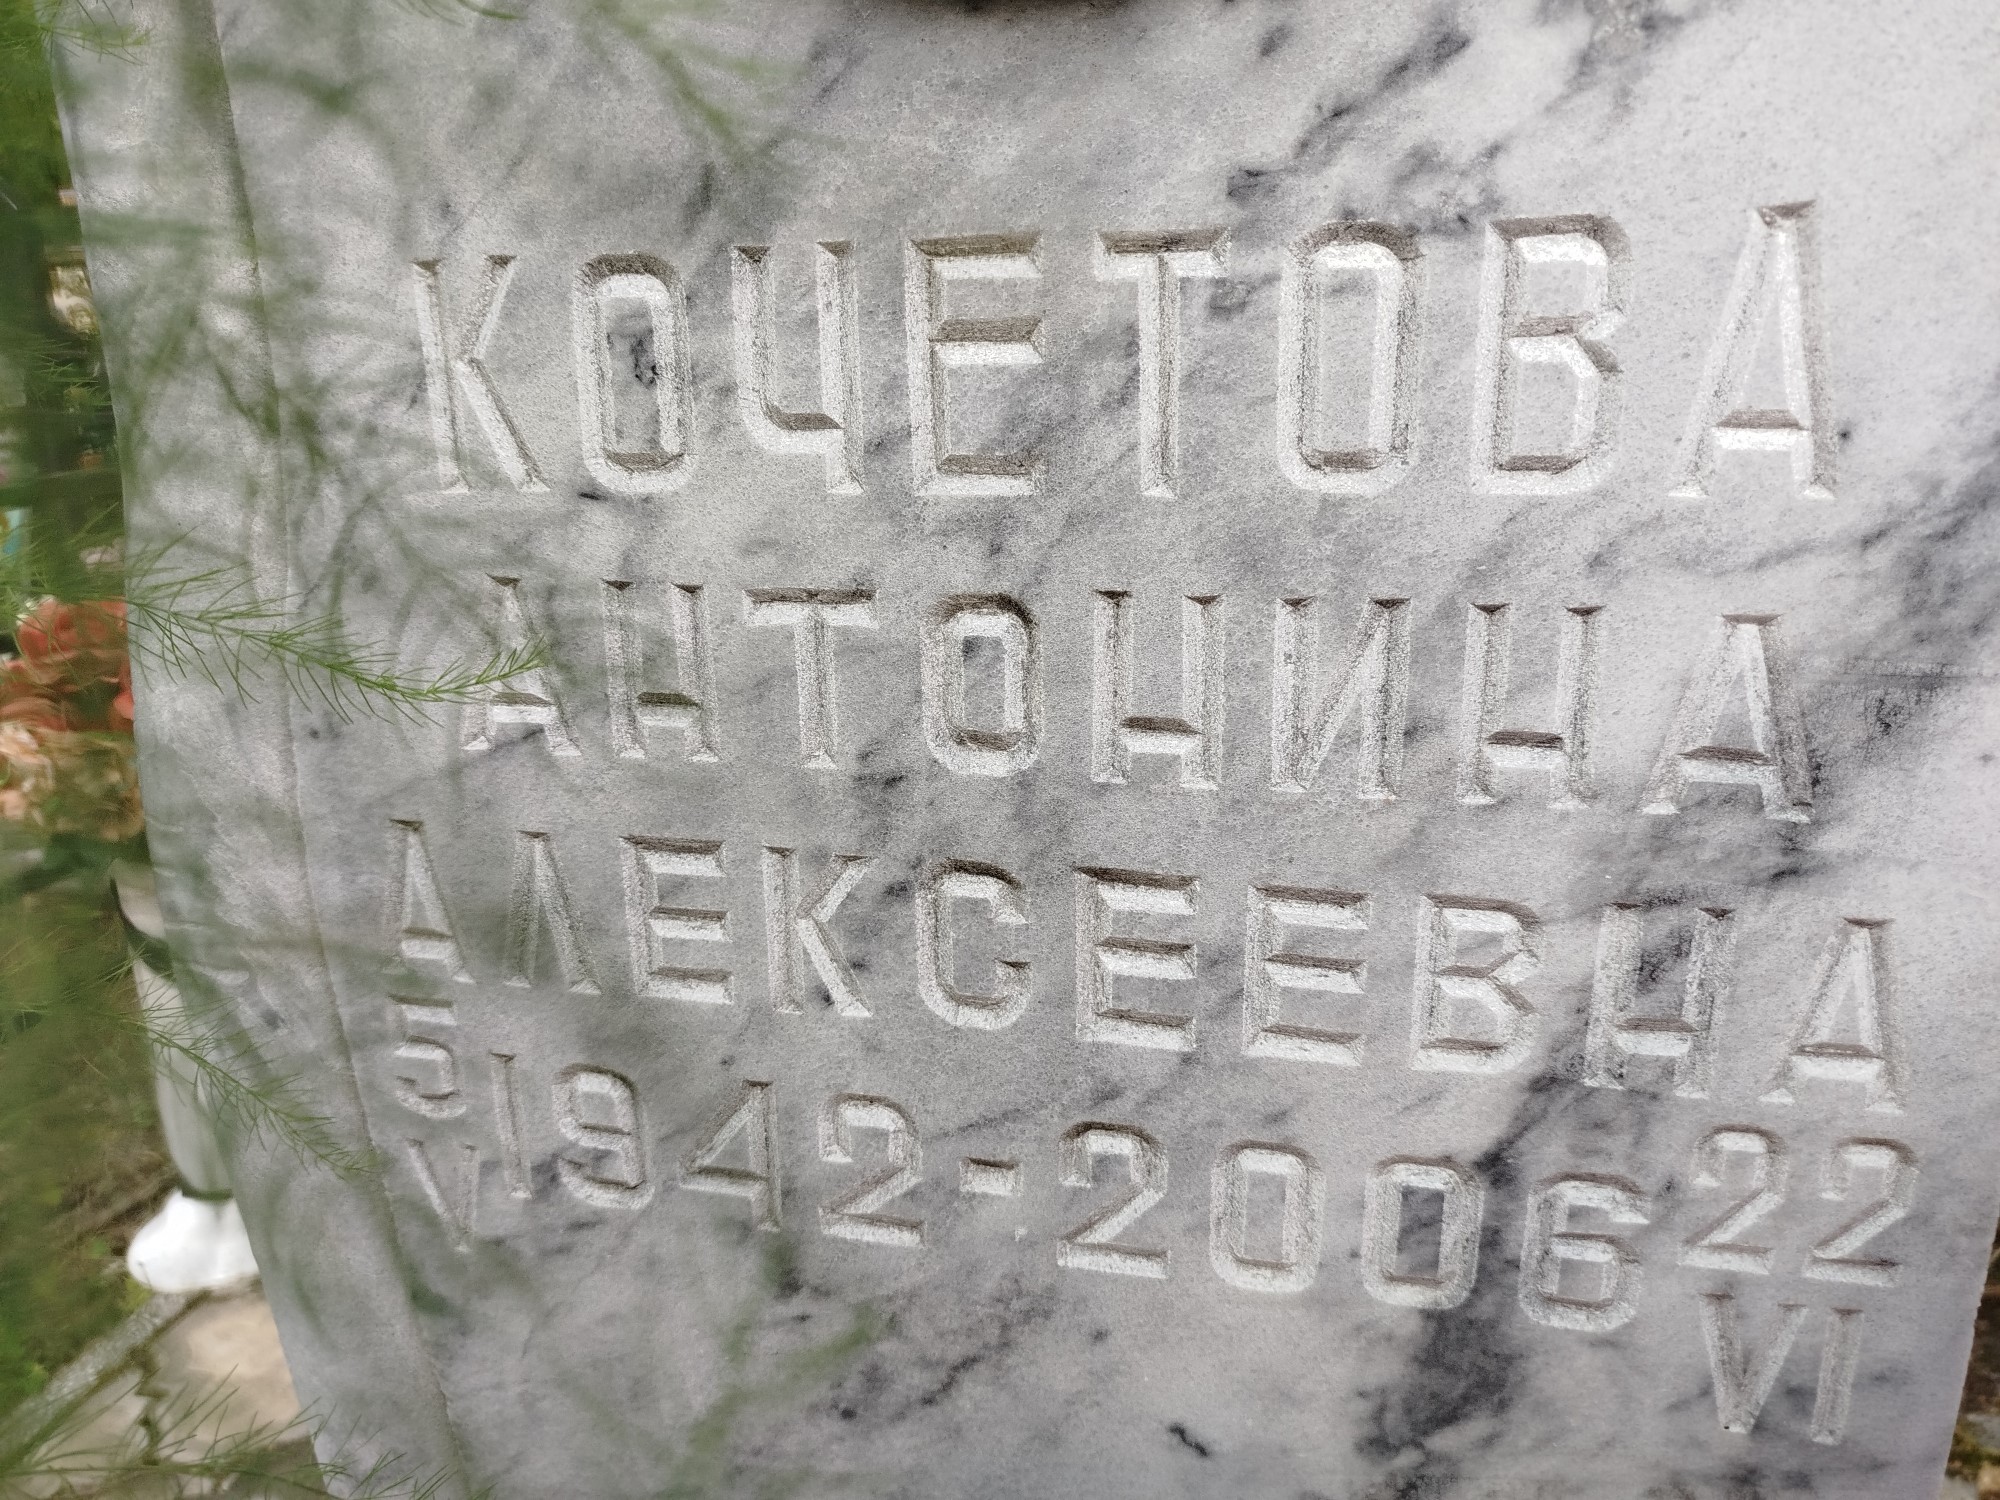 КОЧЕТОВА
АНТОНИНА
АЛЕКСЕЕВНА
5 V 1942-2006 22 VI